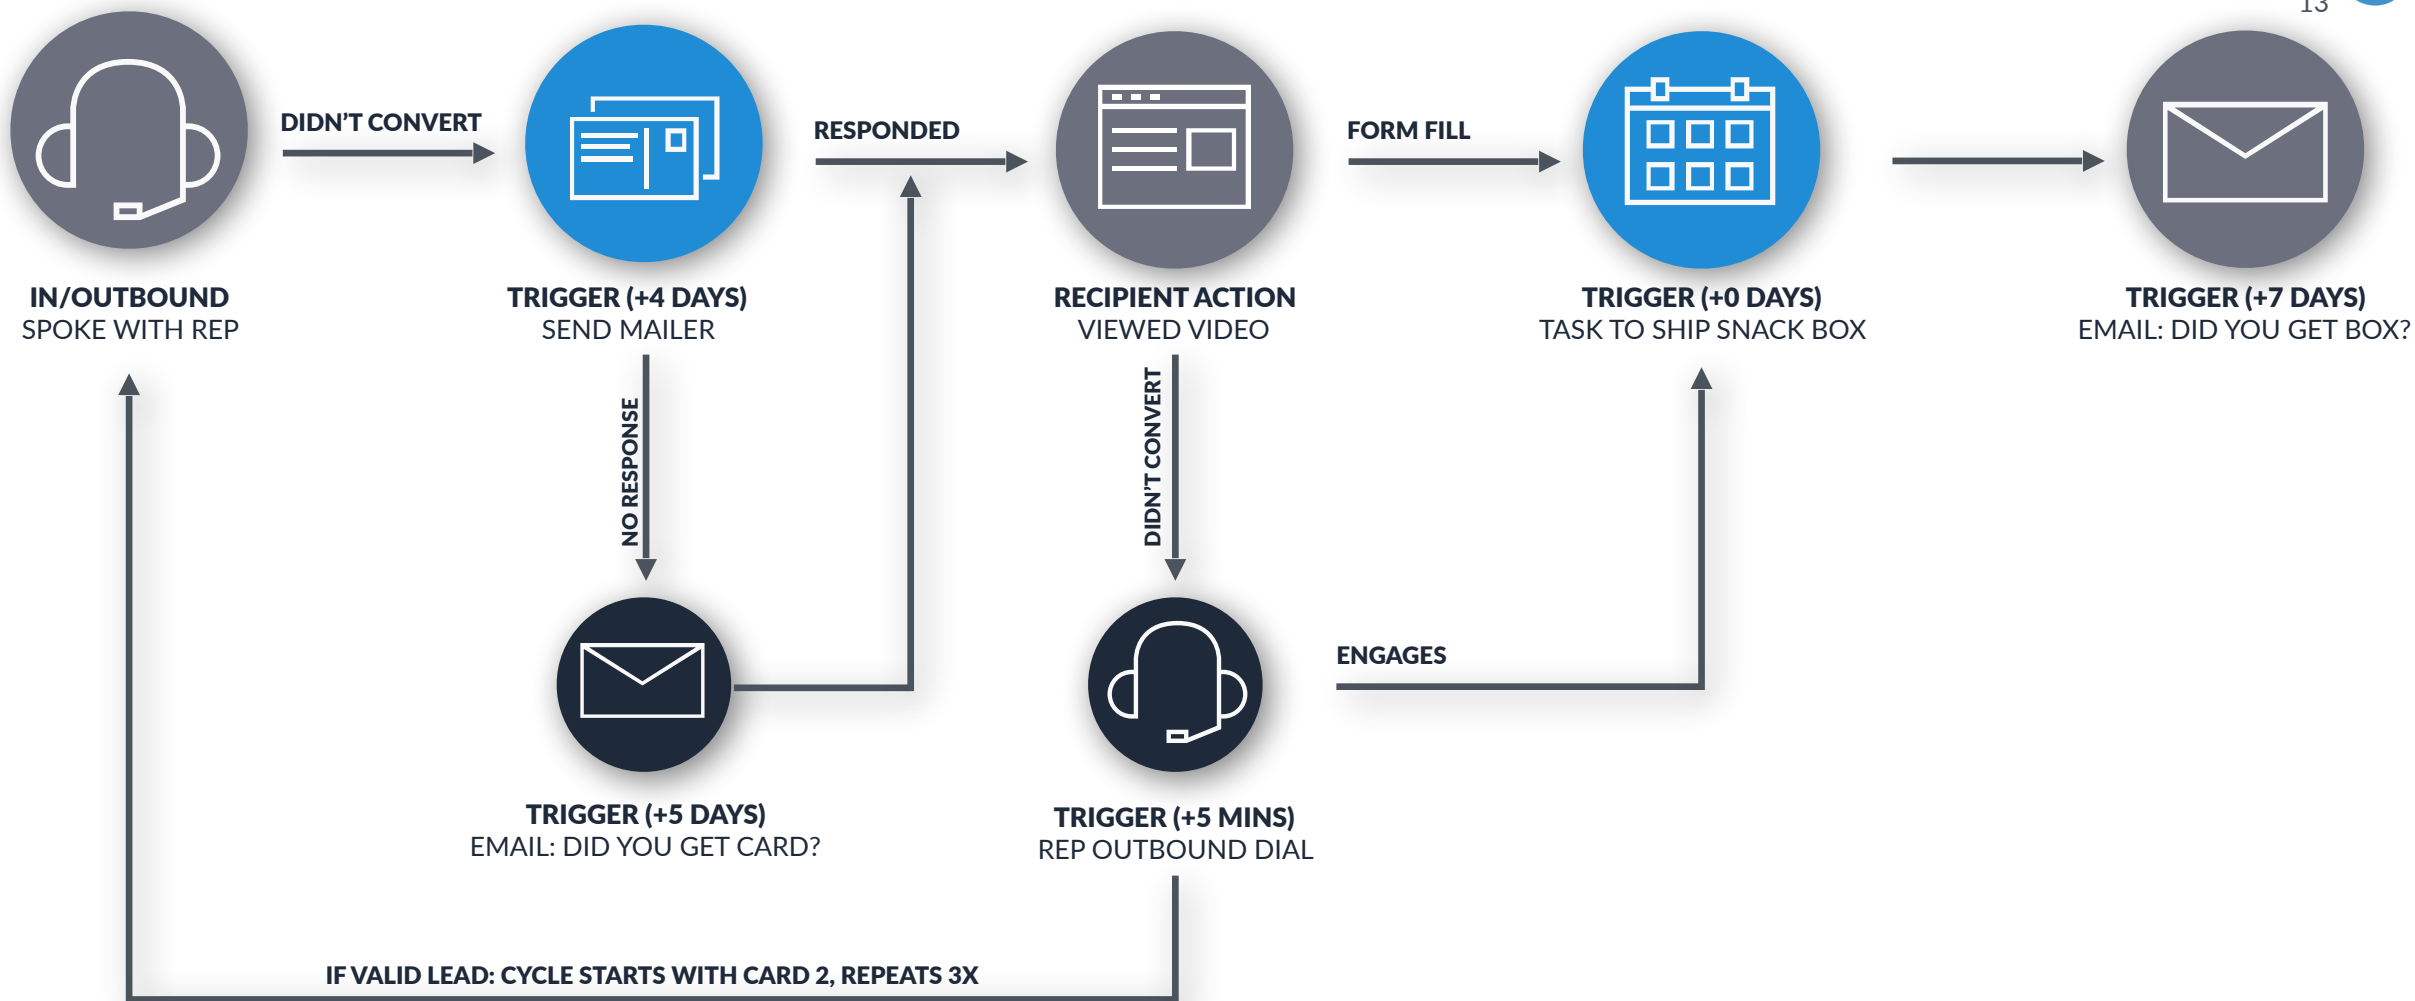 13
DIDN'T CONVERT
RESPONDED
FORM FILL
IN/OUTBOUND
SPOKE WITH REP
TRIGGER (+4 DAYS)
SEND MAILER
RECIPIENT ACTION
VIEWED VIDEO
TRIGGER (+0 DAYS)
TASK TO SHIP SNACK BOX
TRIGGER (+7 DAYS)
EMAIL: DID YOU GET BOX?
NO RESPONSE
DIDN'T CONVERT
ENGAGES
TRIGGER (+5 DAYS)
EMAIL: DID YOU GET CARD?
TRIGGER (+5 MINS)
REP OUTBOUND DIAL
IF VALID LEAD: CYCLE STARTS WITH CARD 2, REPEATS 3X